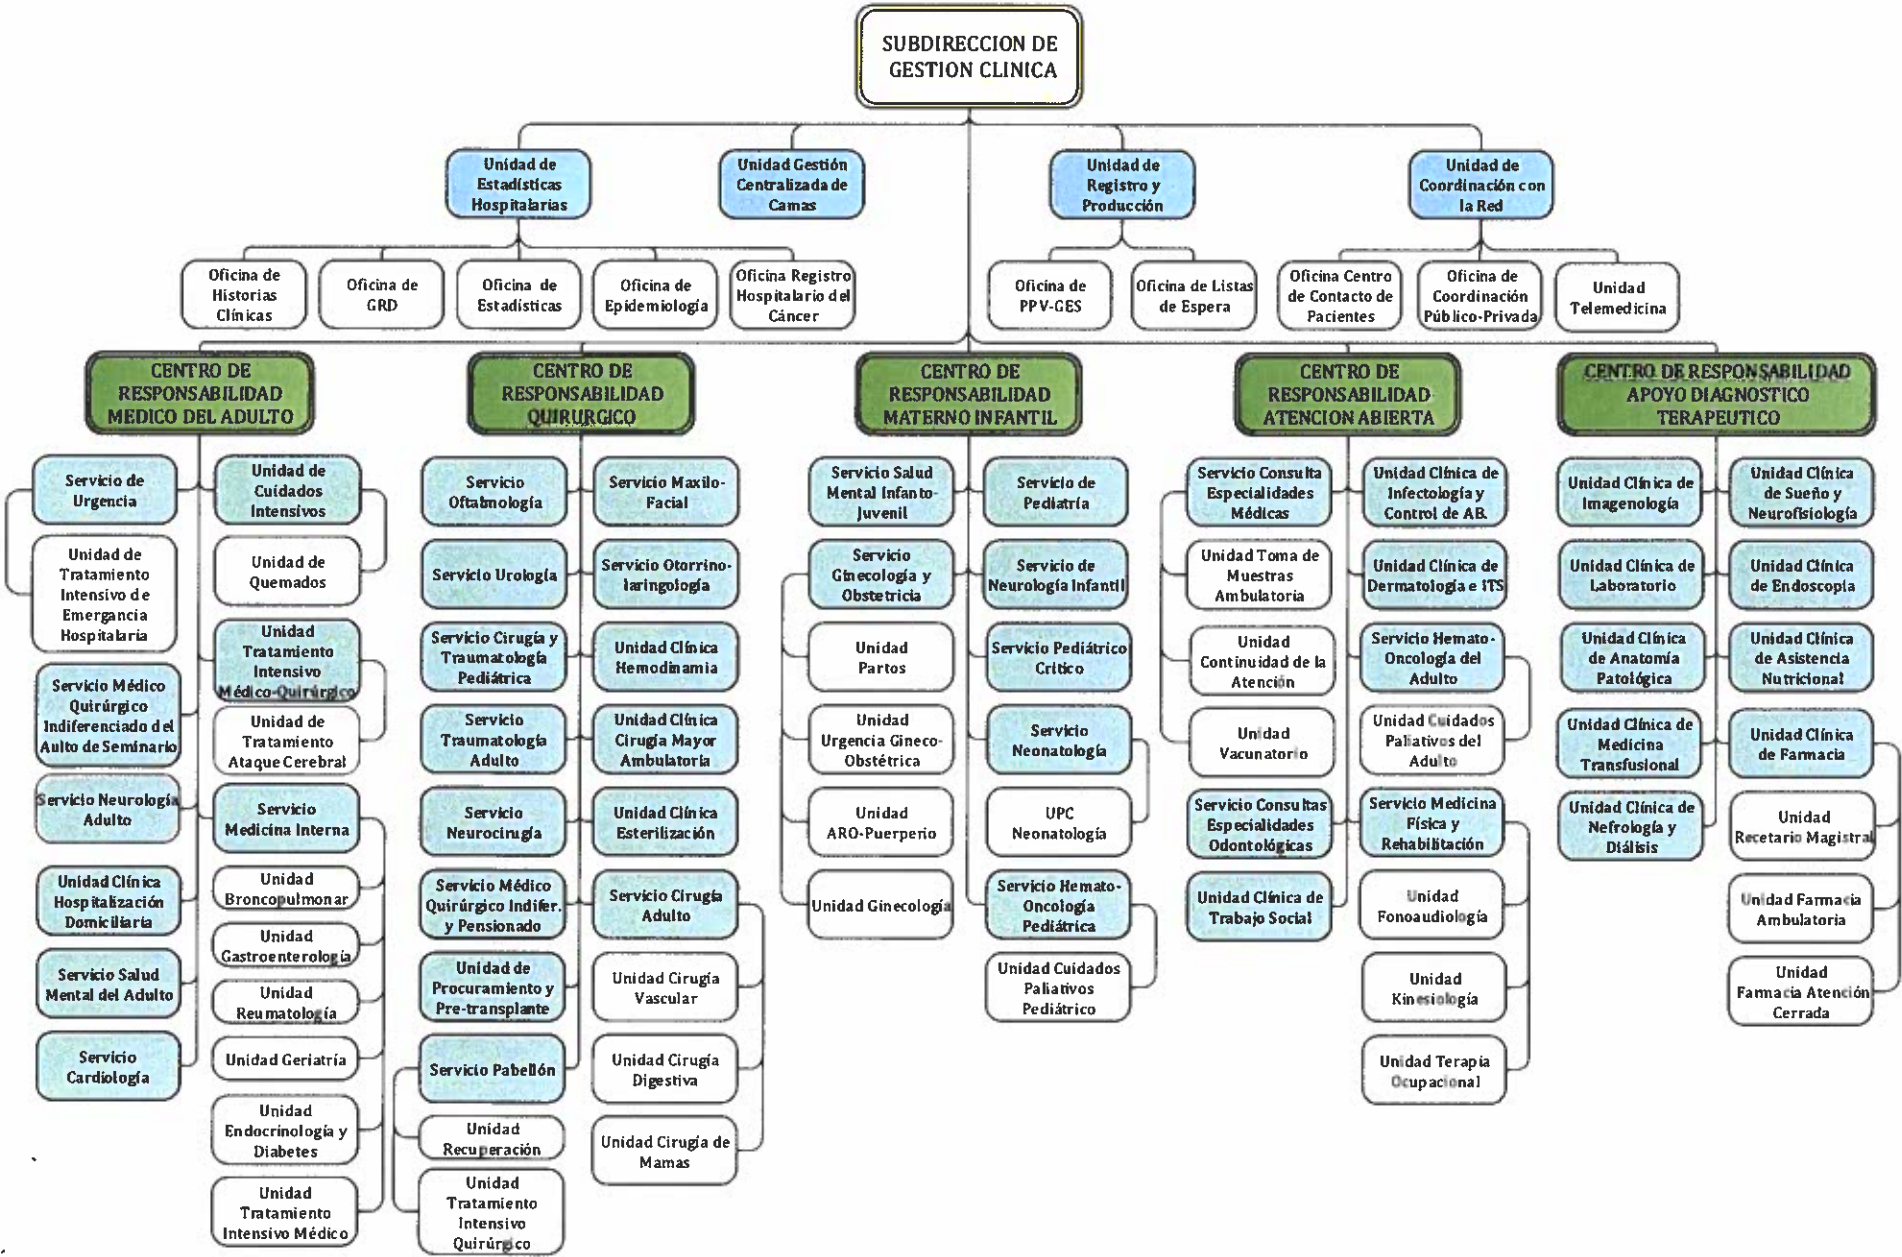 SUBDIRECCION DE
GESTION CLINICA
Unidad de
Estadísticas
Hospitalarias
Unidad Gestión
Centralizada de
Camas
Unidad de
Registro y
Producción
Unidad de
Coordinación con
la Red
Oficina de
Historias
Clínicas
Oficina de
GRD
Oficina de
Estadísticas
Oficina de
Epidemiología
Oficina Registro
Hospitalario del
Cáncer
Oficina de
PPV-GES
Oficina de Listas
de Espera
Oficina Centro
de Contacto de
Pacientes
Oficina de
Coordinación
Público-Privada
Unidad
Telemedicina
CENTRO DE
RESPONSABILIDAD
MEDICO DEL ADULTO
CENTRO DE
RESPONSABILIDAD
QUIRURGICO
CENTRO DE
RESPONSABILIDAD
MATERNO INFANTIL
CENTRO DE
RESPONSABILIDAD
ATENCION ABIERTA
CENTRO DE RESPONSABILIDAD
APOYO DIAGNOSTICO
TERAPEUTICO
Servicio de
Urgencia
Unidad de
Tratamiento
Intensivo de
Emergancia
Hospitalaria
Servicio Médico
Quirúrgico
Indiferenciado del
Aulto de Seminario
Servicio Neurología
Adulto
Unidad Clínica
Hospitalización
Domiciliaria
Servicio Salud
Mental del Adulto
Servicio
Cardiología
Unidad de
Cuidados
Intensivos
Unidad de
Quemados
Unidad
Tratamiento
Intensivo
Médico-Quirúrgico
Unidad de
Tratamiento
Ataque Cerebral
Servicio
Medicina Interna
Unidad
Broncopulmonar
Unidad
Gastroenterología
Unidad
Reumatología
Unidad Geriatría
Unidad
Endocrinología y
Diabetes
Unidad
Tratamiento
Intensivo Médico
Servicio
Oftalmología
Servicio Urología
Servicio Cirugía y
Traumatología
Pediátrica
Servicio
Traumatología
Adulto
Servicio
Neurocirugía
Servicio Médico
Quirúrgico Indifer.
y Pensionado
Unidad de
Procuramiento y
Pre-transplante
Servicio Pabellón
Unidad
Recuperación
Unidad
Tratamiento
Intensivo
Quirúrgico
Servicio Maxilo-
Facial
Servicio Otorrino-
laringología
Unidad Clínica
Hemodinamia
Unidad Clínica
Cirugía Mayor
Ambulatoria
Unidad Clínica
Esterilización
Servicio Cirugía
Adulto
Unidad Cirugía
Vascular
Unidad Cirugía
Digestiva
Unidad Cirugía de
Mamas
Servicio Salud
Mental Infanto-
Juvenil
Servicio
Ginecología y
Obstetricia
Unidad
Partos
Unidad
Urgencia Gineco-
Obstétrica
Unidad
ARO-Puerperio
Unidad Ginecología
Servicio de
Pediatría
Servicio de
Neurología Infantil
Servicio Pediátrico
Crítico
Servicio
Neonatología
UPC
Neonatología
Servicio Hemato-
Oncología
Pediátrica
Unidad Cuidados
Paliativos
Pediátrico
Servicio Consulta
Especialidades
Médicas
Unidad Toma de
Muestras
Ambulatoria
Unidad
Continuidad de la
Atención
Unidad
Vacunatorio
Servicio Consultas
Especialidades
Odontológicas
Unidad Clínica de
Trabajo Social
Unidad Clínica de
Infectología y
Control de AB.
Unidad Clínica de
Dermatología e ITS
Servicio Hemato-
Oncología del
Adulto
Unidad Cuidados
Paliativos del
Adulto
Servicio Medicina
Física y
Rehabilitación
Unidad
Fonoaudiología
Unidad
Kinesiología
Unidad Terapia
Ocupacional
Unidad Clínica de
Imagenología
Unidad Clínica de
Laboratorio
Unidad Clínica
de Anatomía
Patológica
Unidad Clínica de
Medicina
Transfusional
Unidad Clínica de
Nefrología y
Diálisis
Unidad Clínica
de Sueño y
Neurofisiología
Unidad Clínica
de Endoscopía
Unidad Clínica
de Asistencia
Nutricional
Unidad Clínica
de Farmacia
Unidad
Recetario Magistral
Unidad Farmacia
Ambulatoria
Unidad
Farmacia Atención
Cerrada